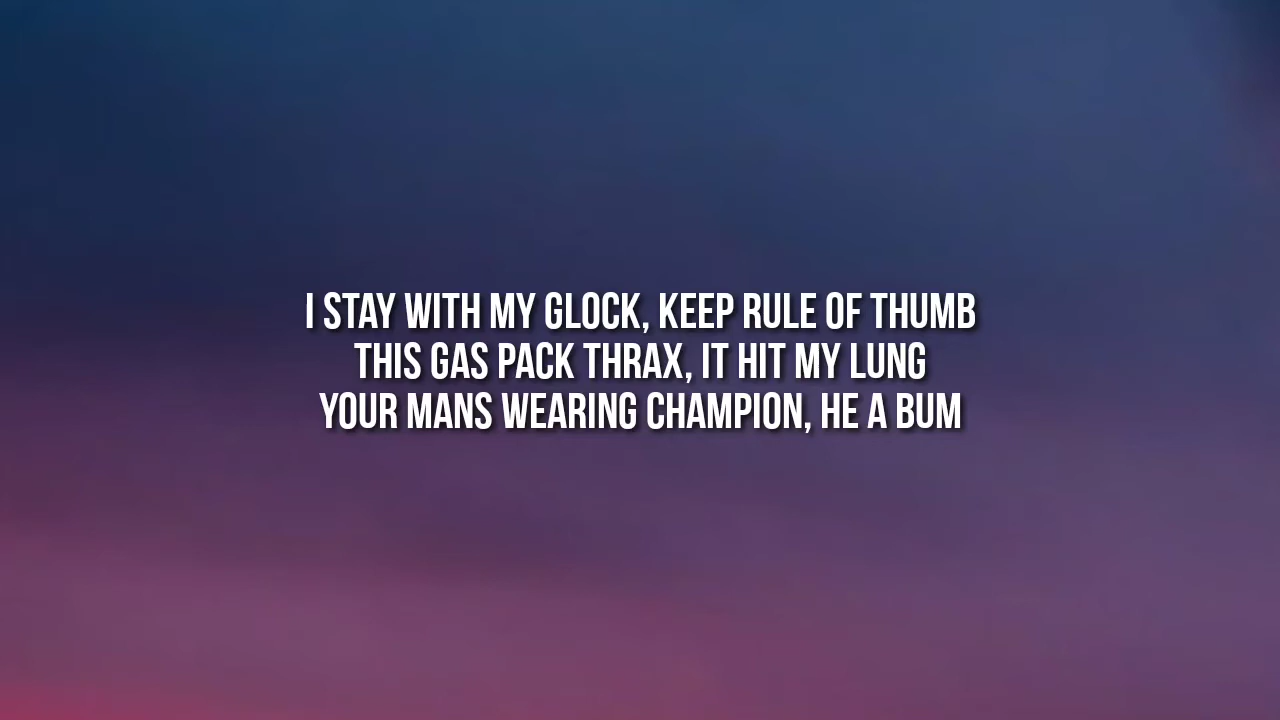 I STAY WITH MY GLOCK, KEEP RULE OF THUMB
THIS GAS PACK THRAX, IT HIT MY LUNG
YOUR MANS WEARING CHAMPION, HE A BUM